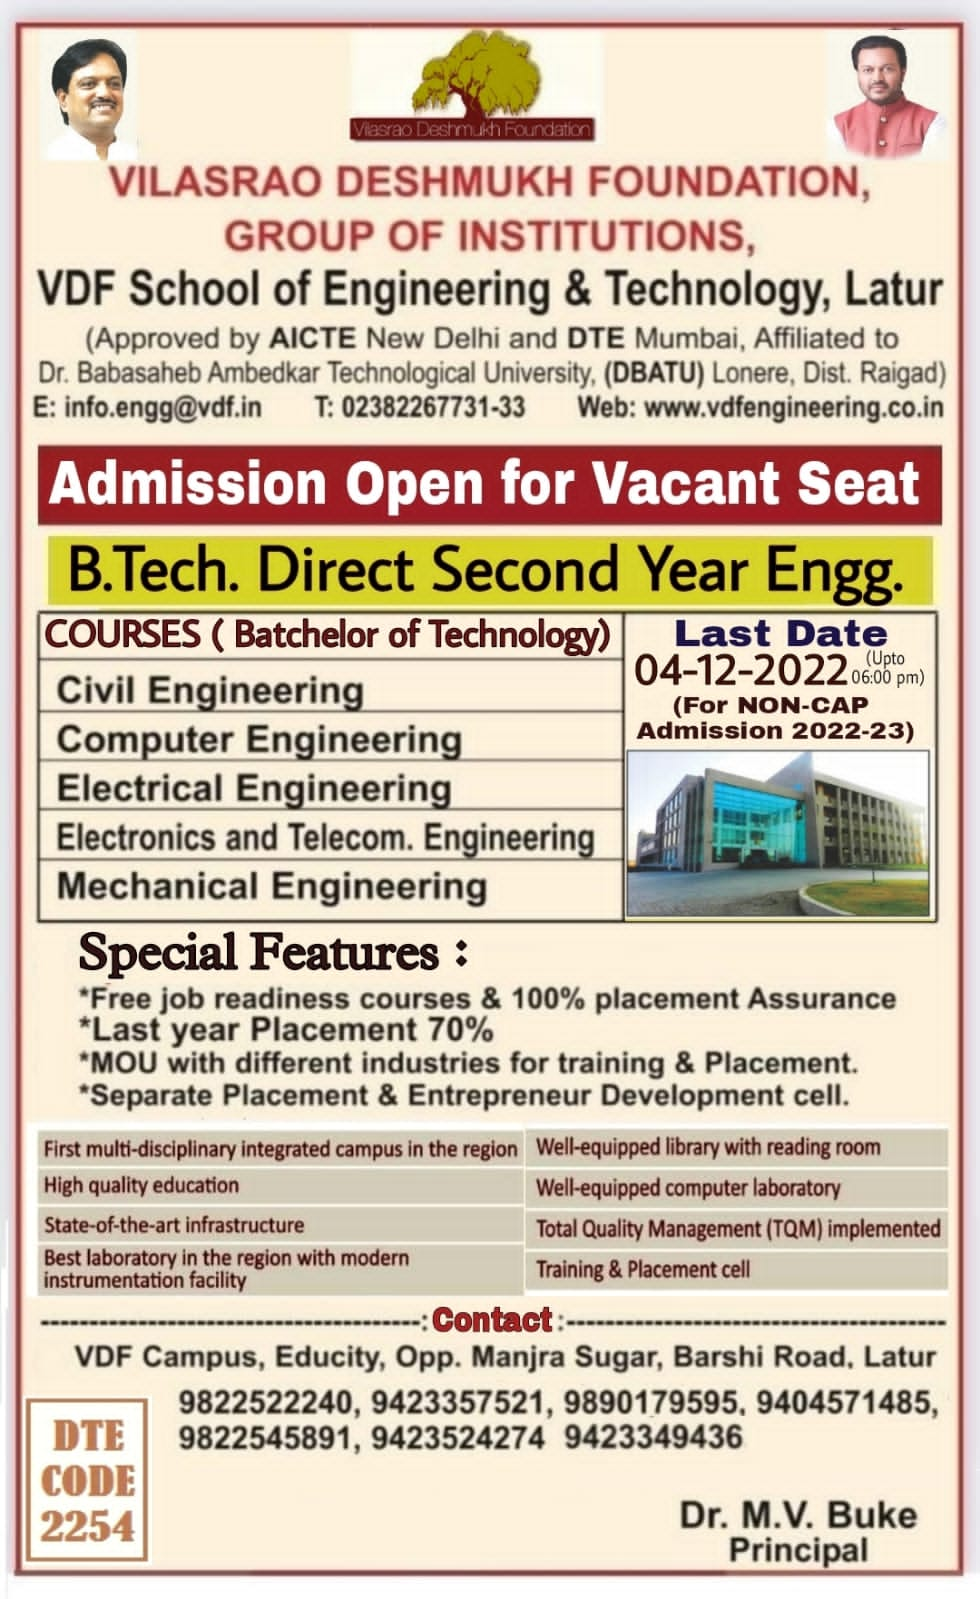 Vilasrao Deshmukh Foundation
VILASRAO DESHMUKH FOUNDATION,
GROUP OF INSTITUTIONS,
VDF School of Engineering & Technology, Latur
(Approved by AICTE New Delhi and DTE Mumbai, Affiliated to
Dr. Babasaheb Ambedkar Technological University, (DBATU) Lonere, Dist. Raigad)
E: info.engg@vdf.in T: 02382267731-33 Web: www.vdfengineering.co.in
Admission Open for Vacant Seat
B.Tech. Direct Second Year Engg.
COURSES ( Batchelor of Technology)
Civil Engineering
Computer Engineering
Electrical Engineering
Electronics and Telecom. Engineering
Mechanical Engineering
Last Date
04-12-2022 (Upto 06:00 pm)
(For NON-CAP
Admission 2022-23)
Special Features :
*Free job readiness courses & 100% placement Assurance
*Last year Placement 70%
*MOU with different industries for training & Placement.
*Separate Placement & Entrepreneur Development cell.
First multi-disciplinary integrated campus in the region
High quality education
State-of-the-art infrastructure
Best laboratory in the region with modern
instrumentation facility
Well-equipped library with reading room
Well-equipped computer laboratory
Total Quality Management (TQM) implemented
Training & Placement cell
---------------------------------------:Contact:---------------------------------------
VDF Campus, Educity, Opp. Manjra Sugar, Barshi Road, Latur
9822522240, 9423357521, 9890179595, 9404571485,
9822545891, 9423524274 9423349436
DTE
CODE
2254
Dr. M.V. Buke
Principal